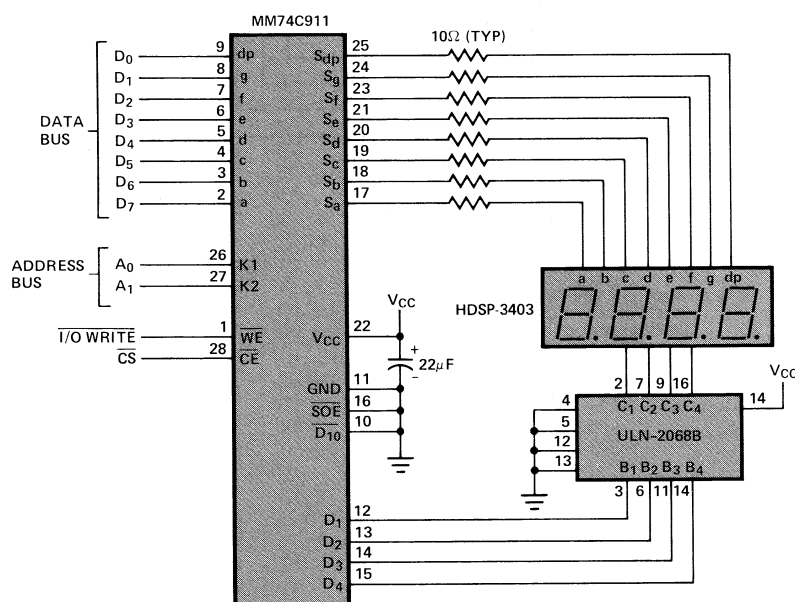 MM74C911
10Ω (TYP)
DATA
BUS
D0 9 dp Sdp 25
D1 8 g Sg 24
D2 7 f Sf 23
D3 6 e Se 21
D4 5 d Sd 20
D5 4 c Sc 19
D6 3 b Sb 18
D7 2 a Sa 17
ADDRESS
BUS
A0 26 K1
A1 27 K2
I/O WRITE 1 WE
CS 28 CE
VCC 22
VCC
+
22μF
−
GND 11
SOE 16
D10 10
a b c d e f g dp
HDSP-3403
8.8.8.8.
2 7 9 16
VCC
14
C1 C2 C3 C4
ULN-2068B
B1 B2 B3 B4
4
5
12
13
3 6 11 14
D1 12
D2 13
D3 14
D4 15